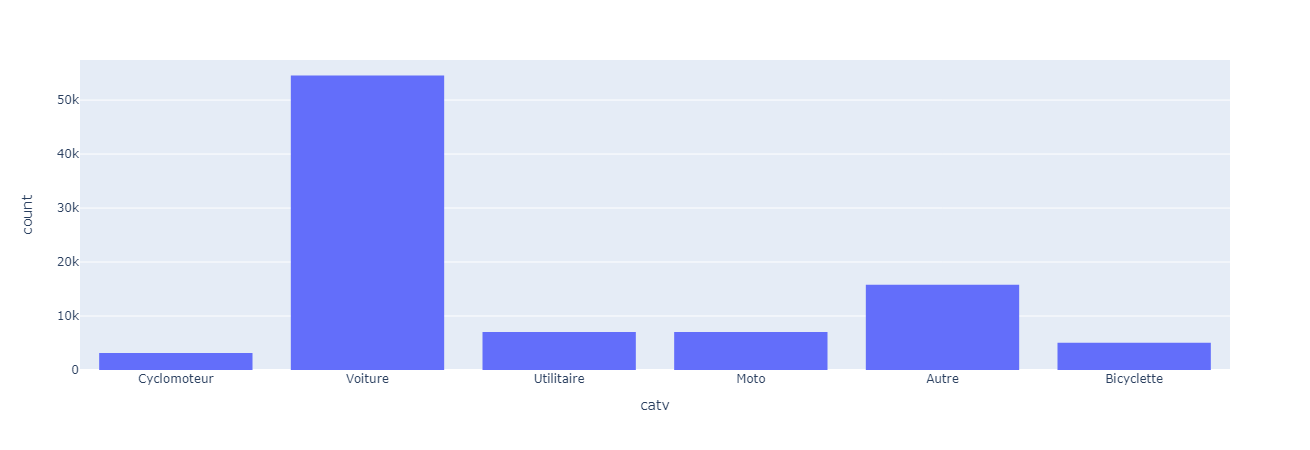 50k
40k
30k
20k
10k
0
count
Cyclomoteur Voiture Utilitaire Moto Autre Bicyclette
catv